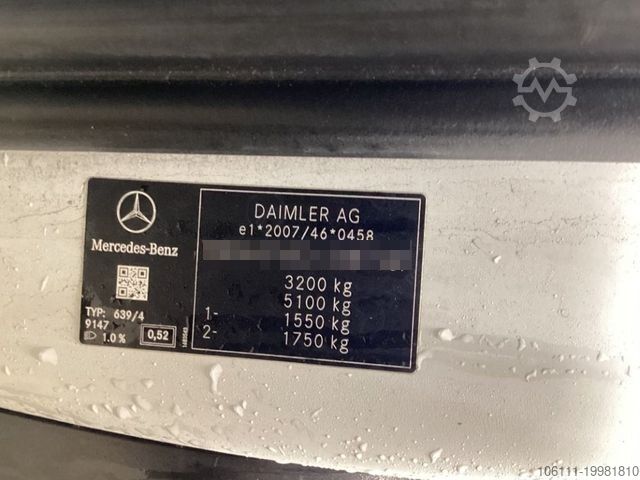 Mercedes-Benz
TYP: 639/4
9147
1.0 %
0,52
DAIMLER AG
e1*2007/46*0458
3200 kg
5100 kg
1- 1550 kg
2- 1750 kg
106111-19981810